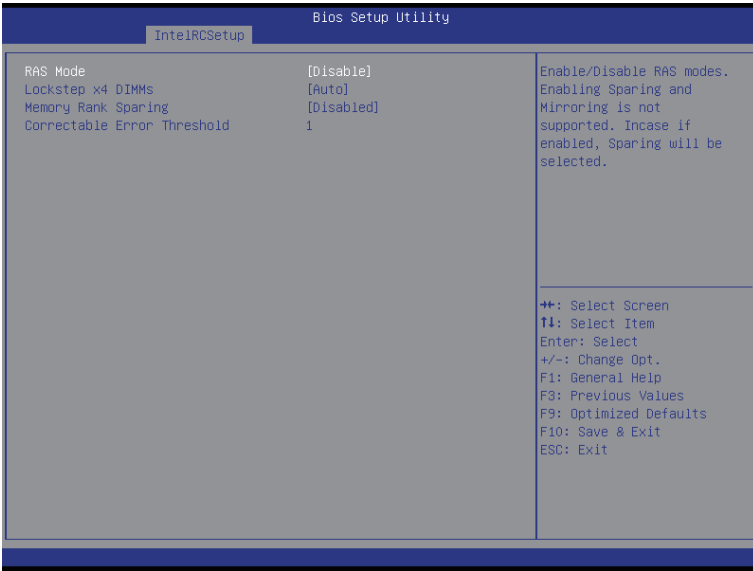 Bios Setup Utility
IntelRCSetup
RAS Mode [Disable]
Lockstep x4 DIMMs [Auto]
Memory Rank Sparing [Disabled]
Correctable Error Threshold 1
Enable/Disable RAS modes.
Enabling Sparing and
Mirroring is not
supported. Incase if
enabled, Sparing will be
selected.
→←: Select Screen
↑↓: Select Item
Enter: Select
+/-: Change Opt.
F1: General Help
F3: Previous Values
F9: Optimized Defaults
F10: Save & Exit
ESC: Exit